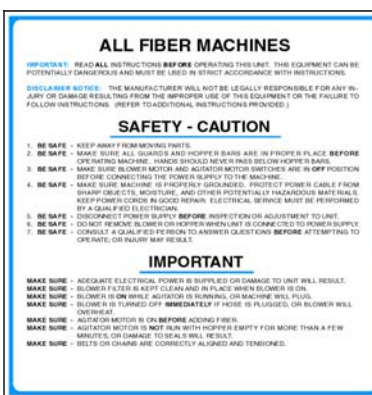 ALL FIBER MACHINES
IMPORTANT: READ ALL INSTRUCTIONS BEFORE OPERATING THIS UNIT. THIS EQUIPMENT CAN BE
POTENTIALLY DANGEROUS AND MUST BE USED IN STRICT ACCORDANCE WITH INSTRUCTIONS.
DISCLAIMER NOTICE: THE MANUFACTURER WILL NOT BE LEGALLY RESPONSIBLE FOR ANY IN-
JURY OR DAMAGE RESULTING FROM THE IMPROPER USE OF THIS EQUIPMENT OR THE FAILURE TO
FOLLOW INSTRUCTIONS. (REFER TO ADDITIONAL INSTRUCTIONS PROVIDED.)
SAFETY - CAUTION
1. BE SAFE - KEEP AWAY FROM MOVING PARTS.
2. BE SAFE - MAKE SURE ALL GUARDS AND HOPPER BARS ARE IN PROPER PLACE BEFORE
OPERATING MACHINE. HANDS SHOULD NEVER PASS BELOW HOPPER BARS.
3. BE SAFE - MAKE SURE BLOWER MOTOR AND AGITATOR MOTOR SWITCHES ARE IN OFF POSITION
BEFORE CONNECTING THE POWER SUPPLY TO THE MACHINE.
4. BE SAFE - MAKE SURE MACHINE IS PROPERLY GROUNDED. PROTECT POWER CABLE FROM
SHARP OBJECTS, MOISTURE, AND OTHER POTENTIALLY HAZARDOUS MATERIALS.
KEEP POWER CORDS IN GOOD REPAIR. ELECTRICAL SERVICE MUST BE PERFORMED
BY A QUALIFIED ELECTRICIAN.
5. BE SAFE - DISCONNECT POWER SUPPLY BEFORE INSPECTION OR ADJUSTMENT TO UNIT.
6. BE SAFE - DO NOT REMOVE BLOWER OR HOPPER WHEN UNIT IS CONNECTED TO POWER SUPPLY.
7. BE SAFE - CONSULT A QUALIFIED PERSON TO ANSWER QUESTIONS BEFORE ATTEMPTING TO
OPERATE; OR INJURY MAY RESULT.
IMPORTANT
MAKE SURE - ADEQUATE ELECTRICAL POWER IS SUPPLIED OR DAMAGE TO UNIT WILL RESULT.
MAKE SURE - BLOWER FILTER IS KEPT CLEAN AND IN PLACE WHEN BLOWER IS ON.
MAKE SURE - BLOWER IS ON WHILE AGITATOR IS RUNNING, OR MACHINE WILL PLUG.
MAKE SURE - BLOWER IS TURNED OFF IMMEDIATELY IF HOSE IS PLUGGED, OR BLOWER WILL
OVERHEAT.
MAKE SURE - AGITATOR MOTOR IS ON BEFORE ADDING FIBER.
MAKE SURE - AGITATOR MOTOR IS NOT RUN WITH HOPPER EMPTY FOR MORE THAN A FEW
MINUTES, OR DAMAGE TO SEALS WILL RESULT.
MAKE SURE - BELTS OR CHAINS ARE CORRECTLY ALIGNED AND TENSIONED.